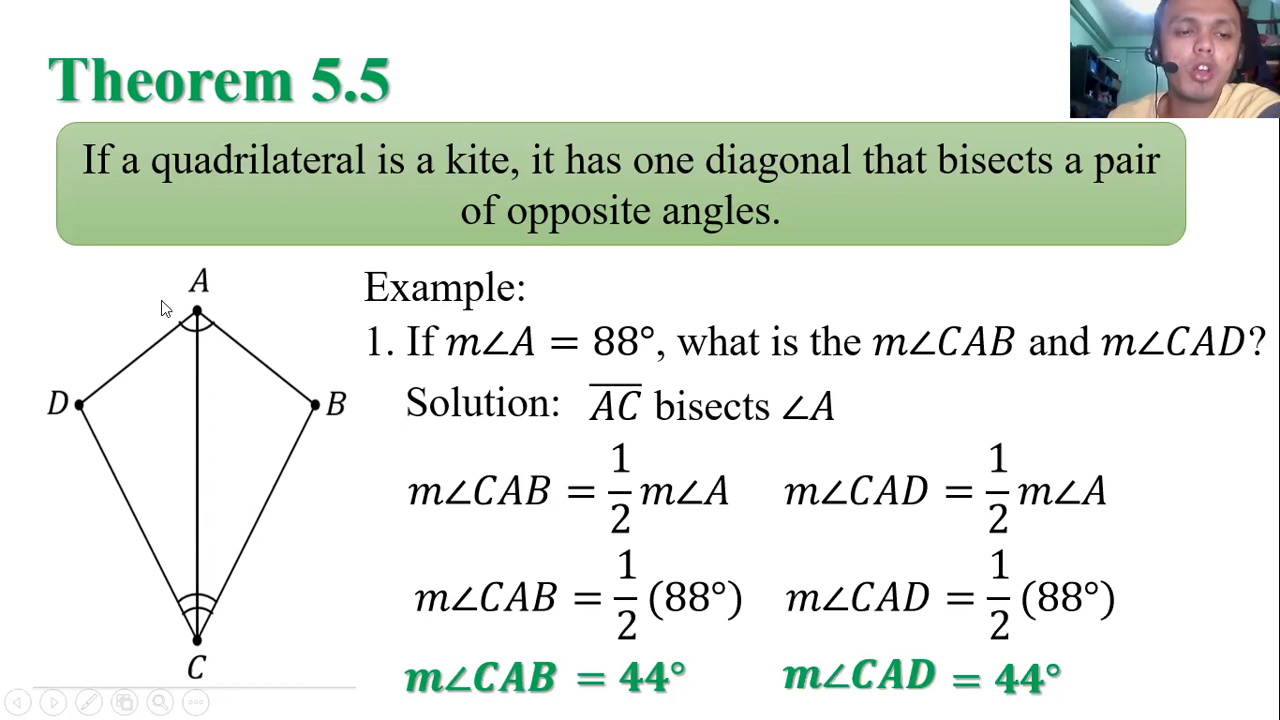 Theorem 5.5
If a quadrilateral is a kite, it has one diagonal that bisects a pair
of opposite angles.
A
D
B
C
Example:
1. If m∠A = 88°, what is the m∠CAB and m∠CAD?
Solution: A̅C̅ bisects ∠A
m∠CAB = 1/2 m∠A
m∠CAD = 1/2 m∠A
m∠CAB = 1/2 (88°)
m∠CAD = 1/2 (88°)
m∠CAB = 44°
m∠CAD = 44°